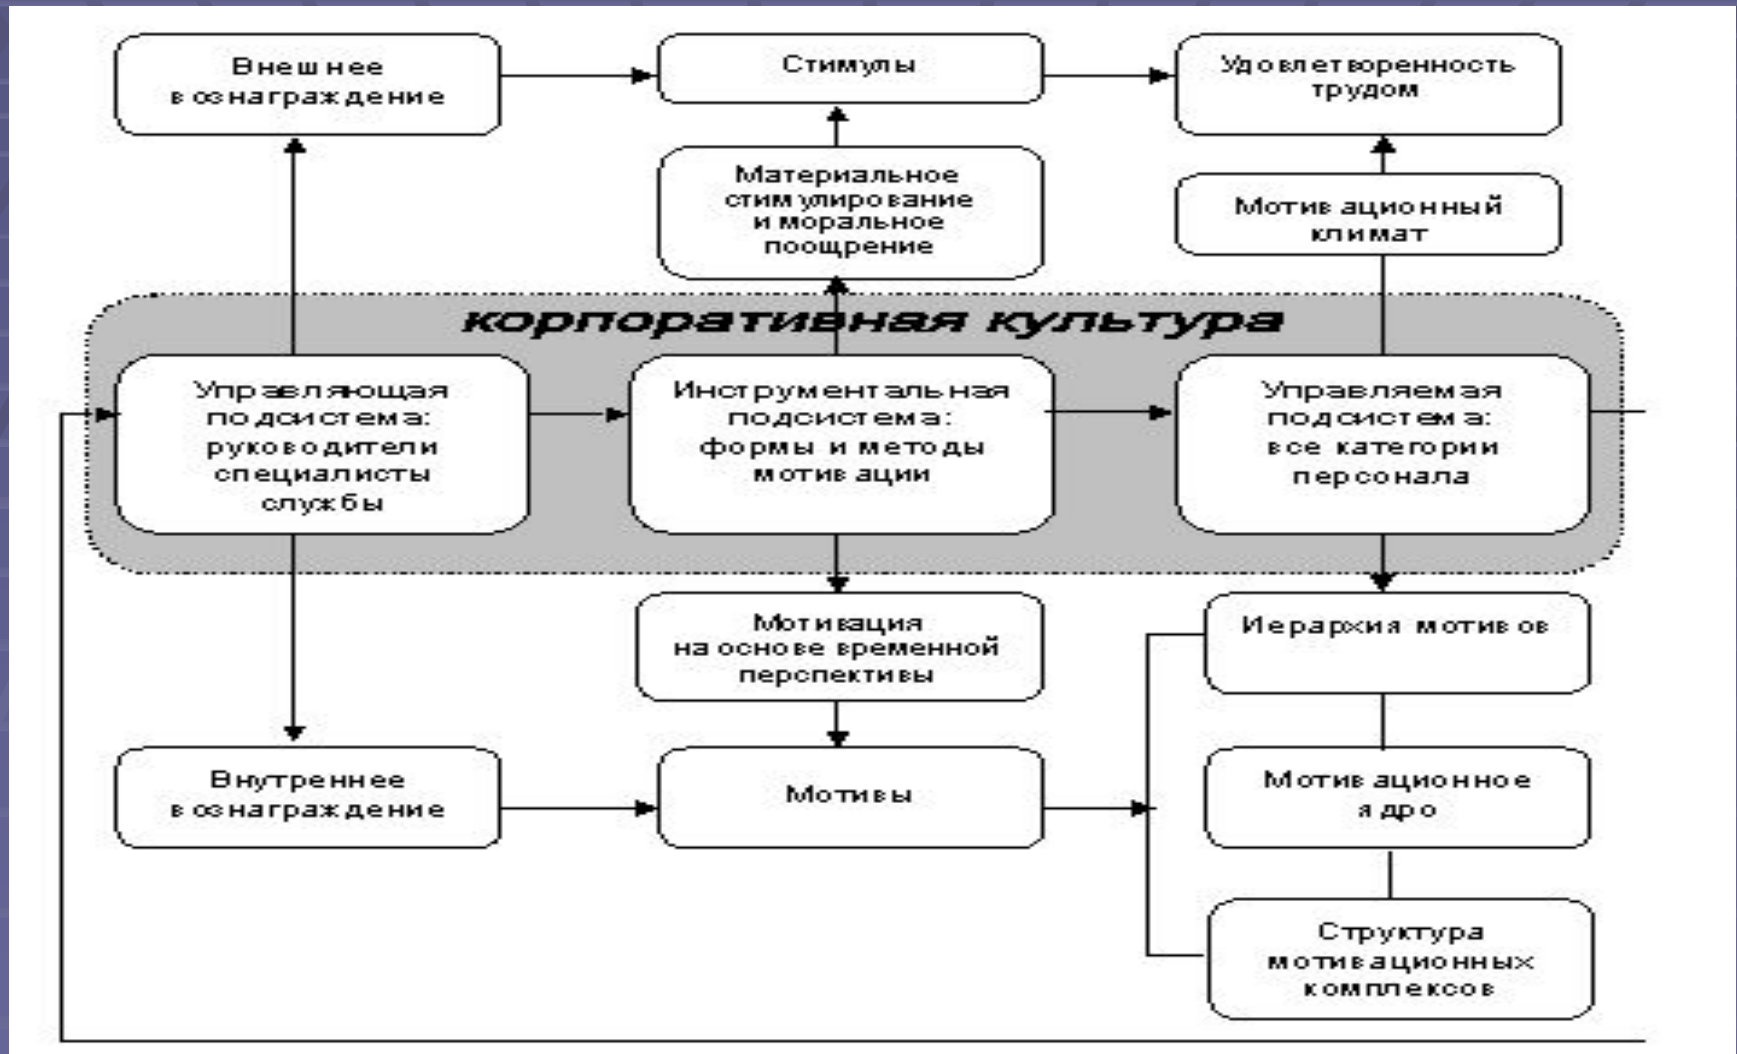 Внешнее
вознаграждение
Стимулы
Удовлетворенность
трудом
Материальное
стимулирование
и моральное
поощрение
Мотивационный
климат
корпоративная культура
Управляющая
подсистема:
руководители
специалисты
службы
Инструментальная
подсистема:
формы и методы
мотивации
Управляемая
подсистема:
все категории
персонала
Мотивация
на основе временной
перспективы
Иерархия мотивов
Внутреннее
вознаграждение
Мотивы
Мотивационное
ядро
Структура
мотивационных
комплексов